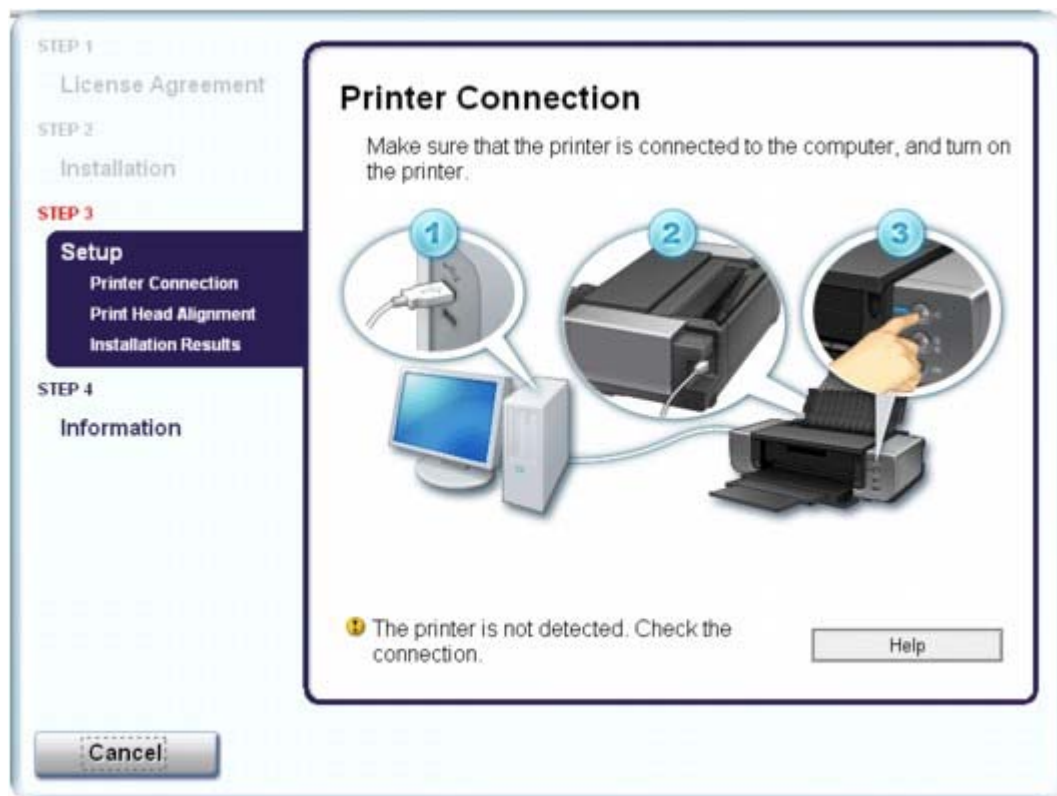 STEP 1
License Agreement
STEP 2
Installation
STEP 3
Setup
Printer Connection
Print Head Alignment
Installation Results
STEP 4
Information
Printer Connection
Make sure that the printer is connected to the computer, and turn on
the printer.
1
2
3
The printer is not detected. Check the
connection.
Help
Cancel